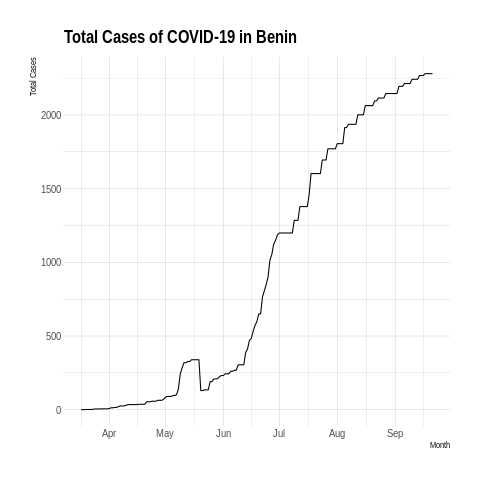 Total Cases of COVID-19 in Benin
Total Cases
2000
1500
1000
500
0
Apr May Jun Jul Aug Sep
Month